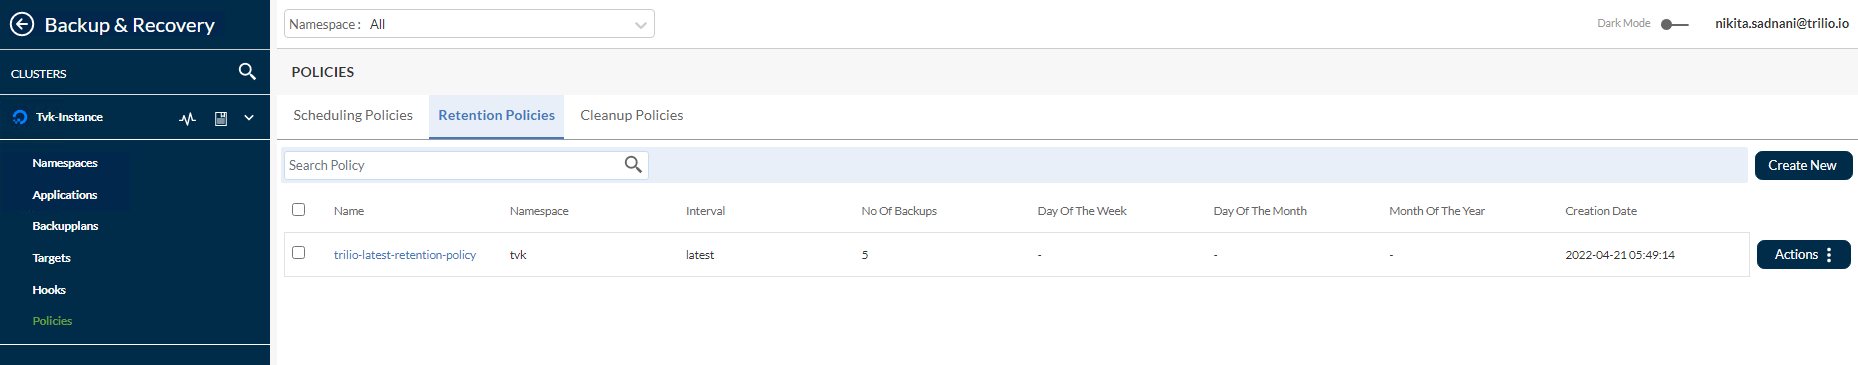 Backup & Recovery
Namespace : All
Dark Mode
nikita.sadnani@trilio.io
CLUSTERS
POLICIES
Tvk-Instance
Scheduling Policies
Retention Policies
Cleanup Policies
Namespaces
Applications
Backupplans
Targets
Hooks
Policies
Search Policy
Create New
Name Namespace Interval No Of Backups Day Of The Week Day Of The Month Month Of The Year Creation Date
trilio-latest-retention-policy tvk latest 5 - - - 2022-04-21 05:49:14
Actions